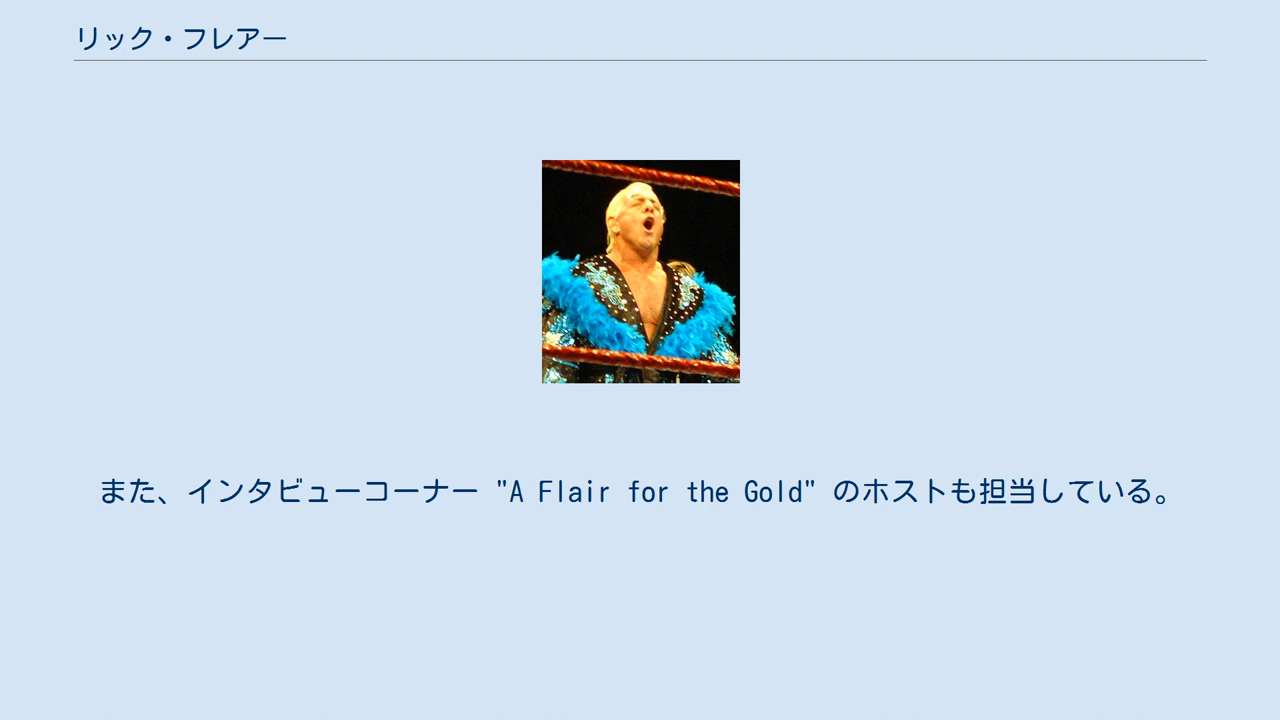 リック・フレアー
また、インタビューコーナー "A Flair for the Gold" のホストも担当している。